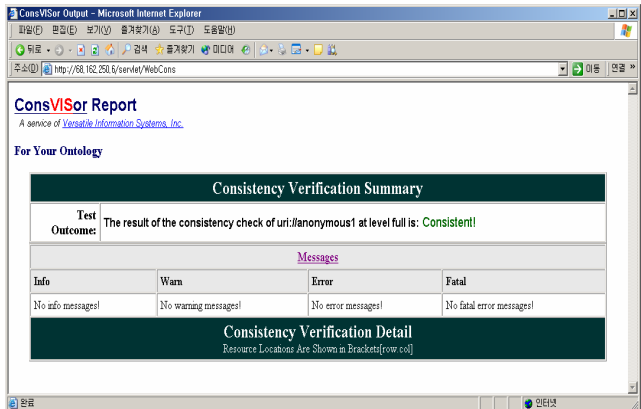 ConsVISor Output - Microsoft Internet Explorer
파일(F) 편집(E) 보기(V) 즐겨찾기(A) 도구(T) 도움말(H)
뒤로 검색 즐겨찾기 미디어
주소(D) http://68,162,250,6/servlet/WebCons 이동 연결 »
ConsVISor Report
A service of Versatile Information Systems, Inc.
For Your Ontology
Consistency Verification Summary
Test Outcome: The result of the consistency check of uri://anonymous1 at level full is: Consistent!
Messages
Info Warn Error Fatal
No info messages! No warning messages! No error messages! No fatal error messages!
Consistency Verification Detail
Resource Locations Are Shown in Brackets[row:col]
완료 인터넷